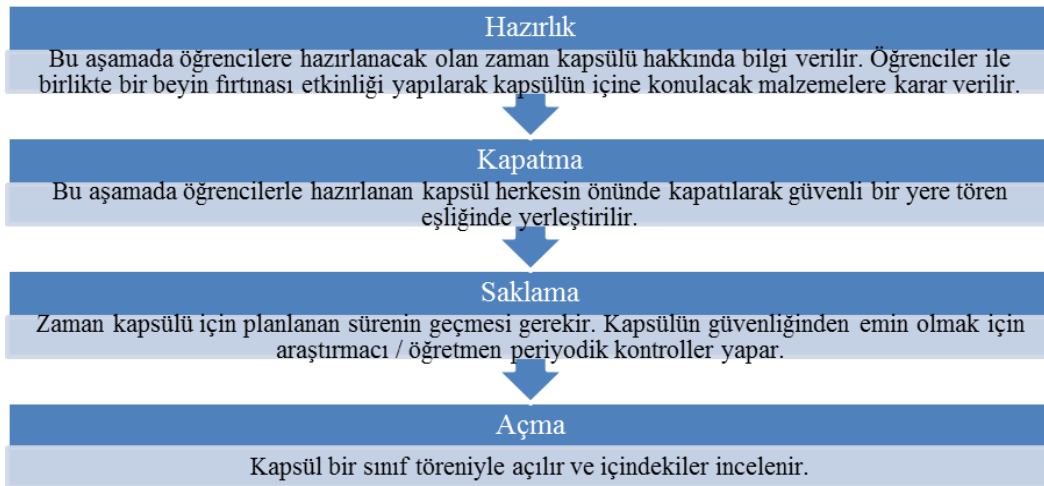 Hazırlık
Bu aşamada öğrencilere hazırlanacak olan zaman kapsülü hakkında bilgi verilir. Öğrenciler ile
birlikte bir beyin fırtınası etkinliği yapılarak kapsülün içine konulacak malzemelere karar verilir.
Kapatma
Bu aşamada öğrencilerle hazırlanan kapsül herkesin önünde kapatılarak güvenli bir yere tören
eşliğinde yerleştirilir.
Saklama
Zaman kapsülü için planlanan sürenin geçmesi gerekir. Kapsülün güvenliğinden emin olmak için
araştırmacı / öğretmen periyodik kontroller yapar.
Açma
Kapsül bir sınıf töreniyle açılır ve içindekiler incelenir.